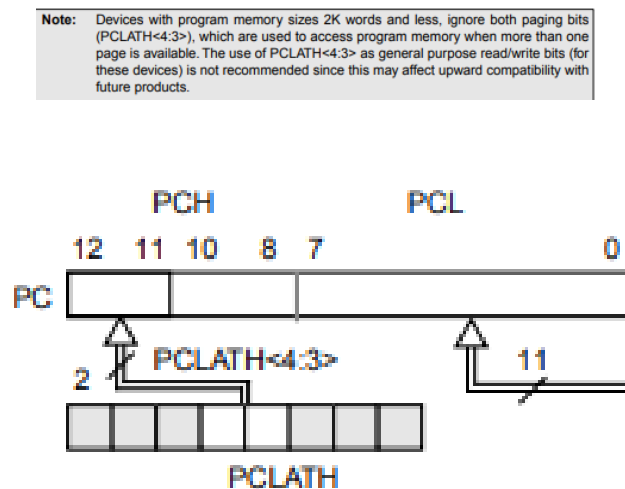 Note: Devices with program memory sizes 2K words and less, ignore both paging bits
(PCLATH<4:3>), which are used to access program memory when more than one
page is available. The use of PCLATH<4:3> as general purpose read/write bits (for
these devices) is not recommended since this may affect upward compatibility with
future products.
PCH PCL
12 11 10 8 7 0
PC
2 PCLATH<4:3> 11
PCLATH